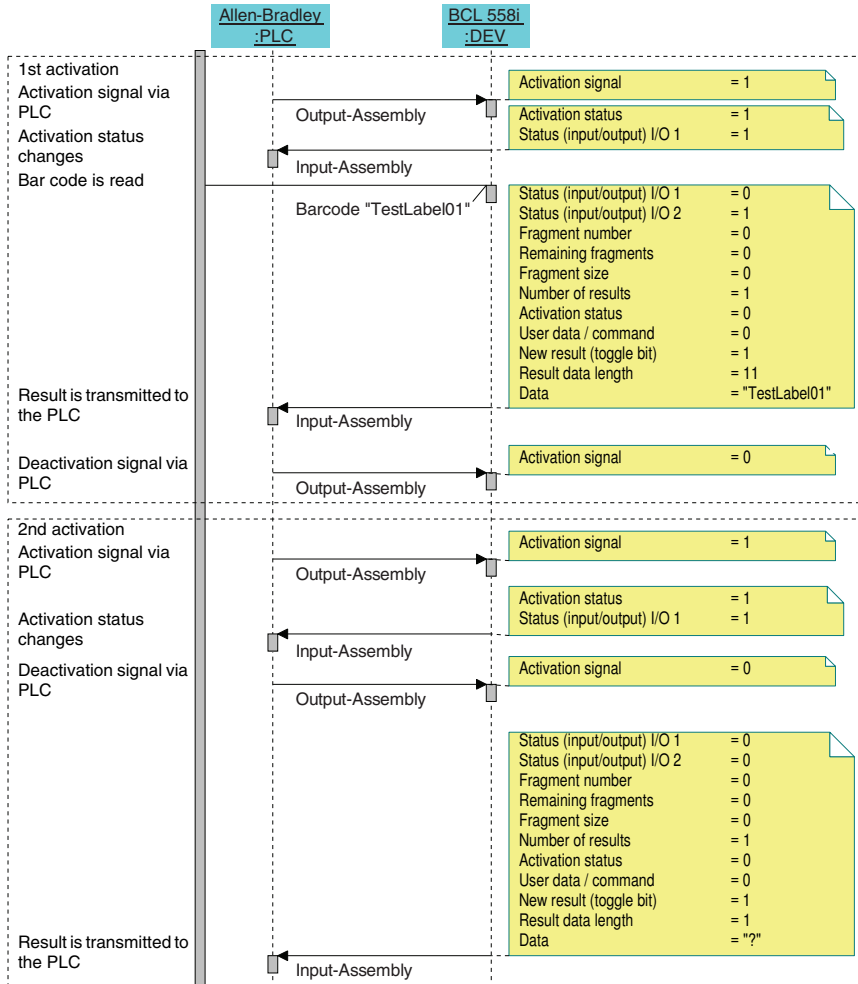 Allen-Bradley
:PLC
BCL 558i
:DEV
1st activation
Activation signal via
PLC
Output-Assembly
Activation signal = 1
Activation status = 1
Status (input/output) I/O 1 = 1
Activation status
changes
Input-Assembly
Bar code is read
Barcode "TestLabel01"
Status (input/output) I/O 1 = 0
Status (input/output) I/O 2 = 1
Fragment number = 0
Remaining fragments = 0
Fragment size = 0
Number of results = 1
Activation status = 0
User data / command = 0
New result (toggle bit) = 1
Result data length = 11
Data = "TestLabel01"
Result is transmitted to
the PLC
Input-Assembly
Deactivation signal via
PLC
Output-Assembly
Activation signal = 0
2nd activation
Activation signal via
PLC
Output-Assembly
Activation signal = 1
Activation status = 1
Status (input/output) I/O 1 = 1
Activation status
changes
Input-Assembly
Deactivation signal via
PLC
Output-Assembly
Activation signal = 0
Status (input/output) I/O 1 = 0
Status (input/output) I/O 2 = 0
Fragment number = 0
Remaining fragments = 0
Fragment size = 0
Number of results = 1
Activation status = 0
User data / command = 0
New result (toggle bit) = 1
Result data length = 1
Data = "?"
Result is transmitted to
the PLC
Input-Assembly